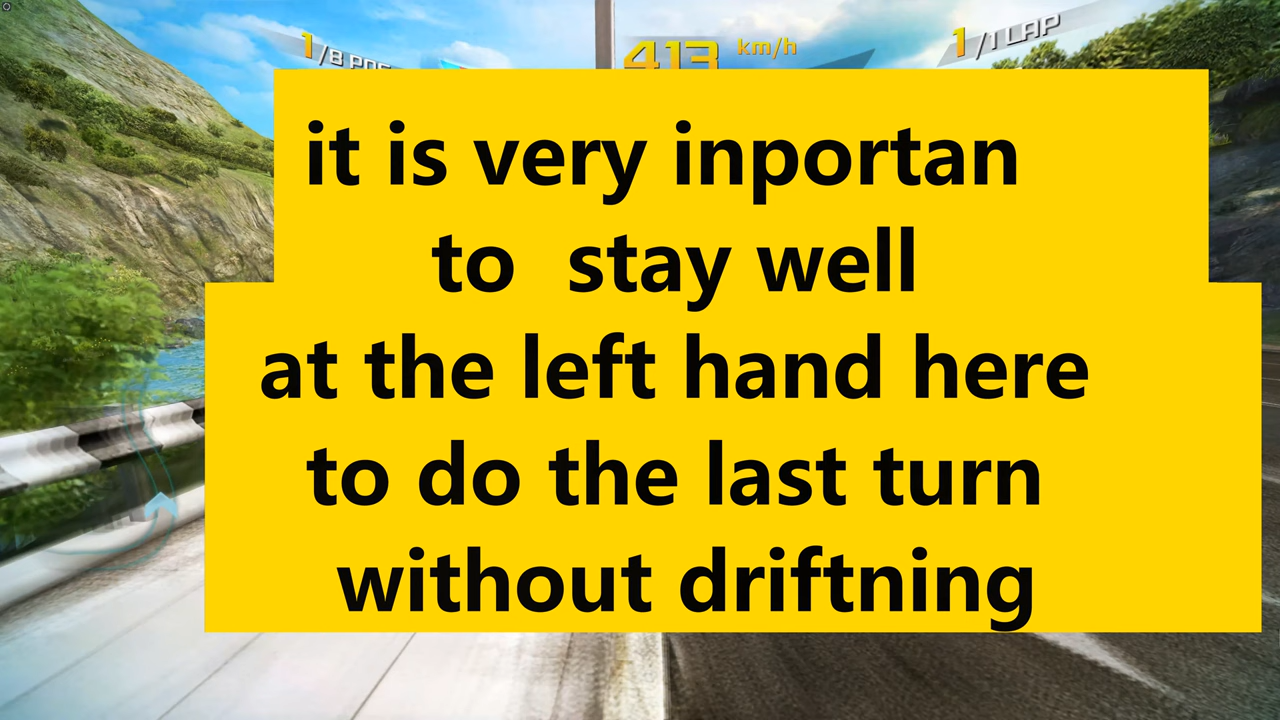 1/8 POS
413 km/h
1/1 LAP
it is very inportan
to stay well
at the left hand here
to do the last turn
without driftning